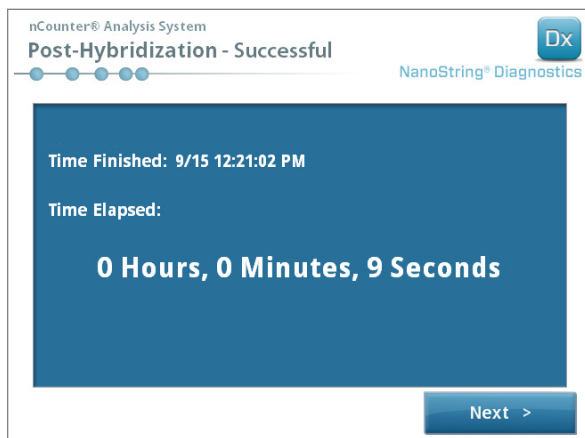 nCounter® Analysis System
Post-Hybridization - Successful
Dx
NanoString® Diagnostics
Time Finished: 9/15 12:21:02 PM
Time Elapsed:
0 Hours, 0 Minutes, 9 Seconds
Next >